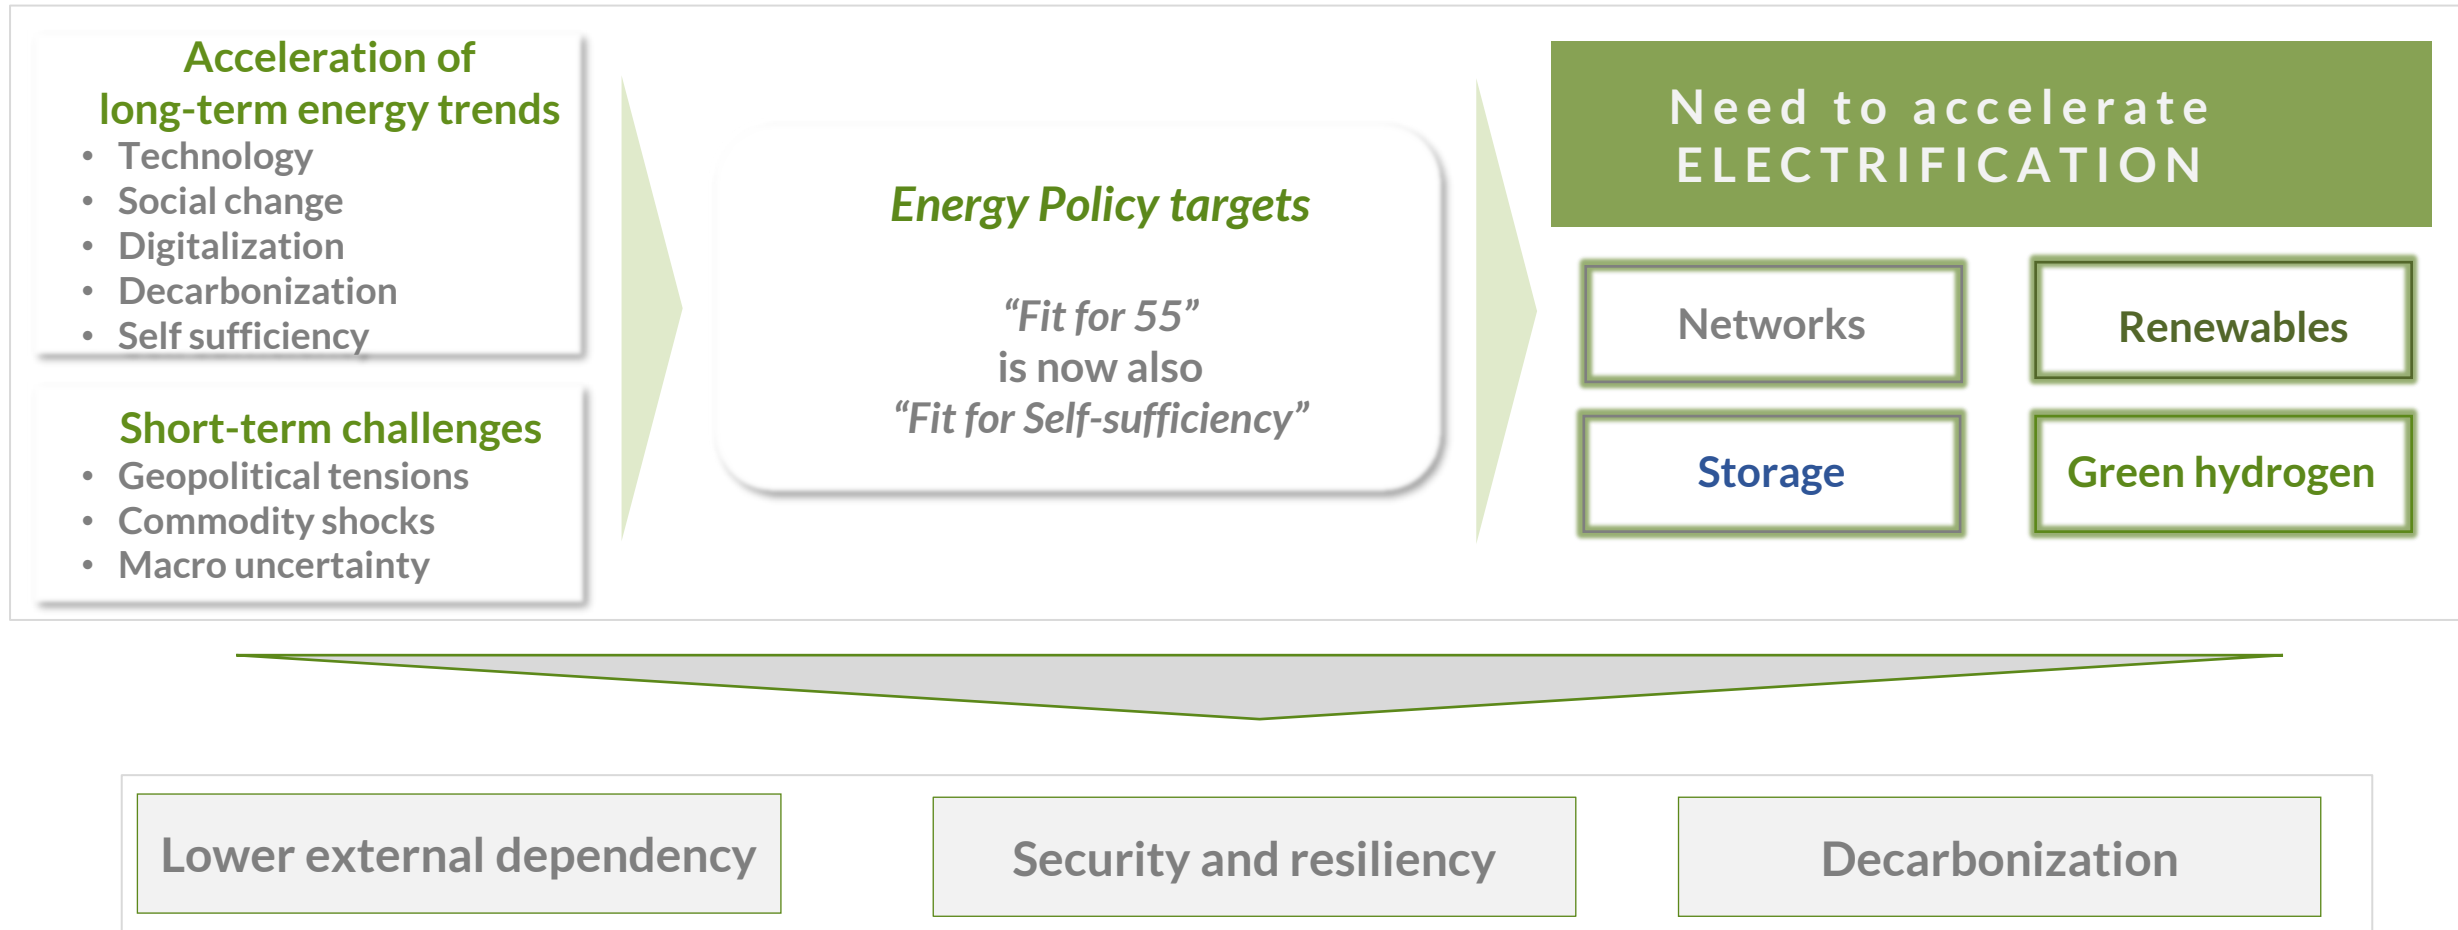 Acceleration of
long-term energy trends
• Technology
• Social change
• Digitalization
• Decarbonization
• Self sufficiency
Short-term challenges
• Geopolitical tensions
• Commodity shocks
• Macro uncertainty
Energy Policy targets
“Fit for 55”
is now also
“Fit for Self-sufficiency”
Need to accelerate
ELECTRIFICATION
Networks
Renewables
Storage
Green hydrogen
Lower external dependency
Security and resiliency
Decarbonization